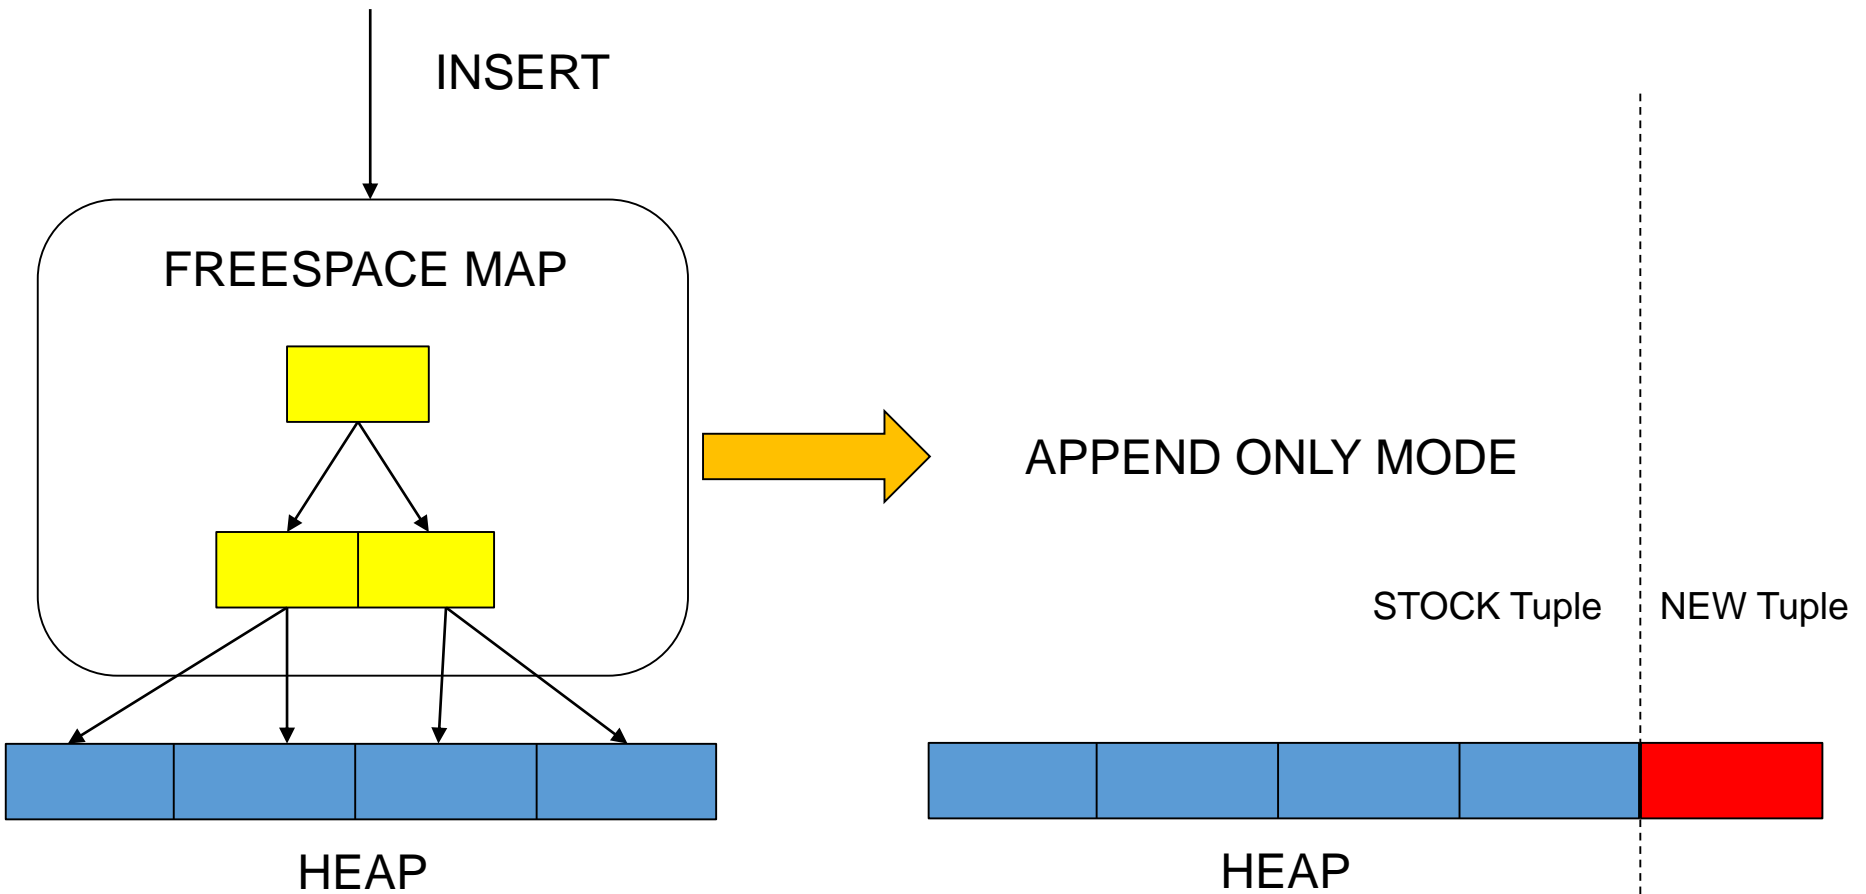 INSERT
FREESPACE MAP
APPEND ONLY MODE
STOCK Tuple
NEW Tuple
HEAP
HEAP